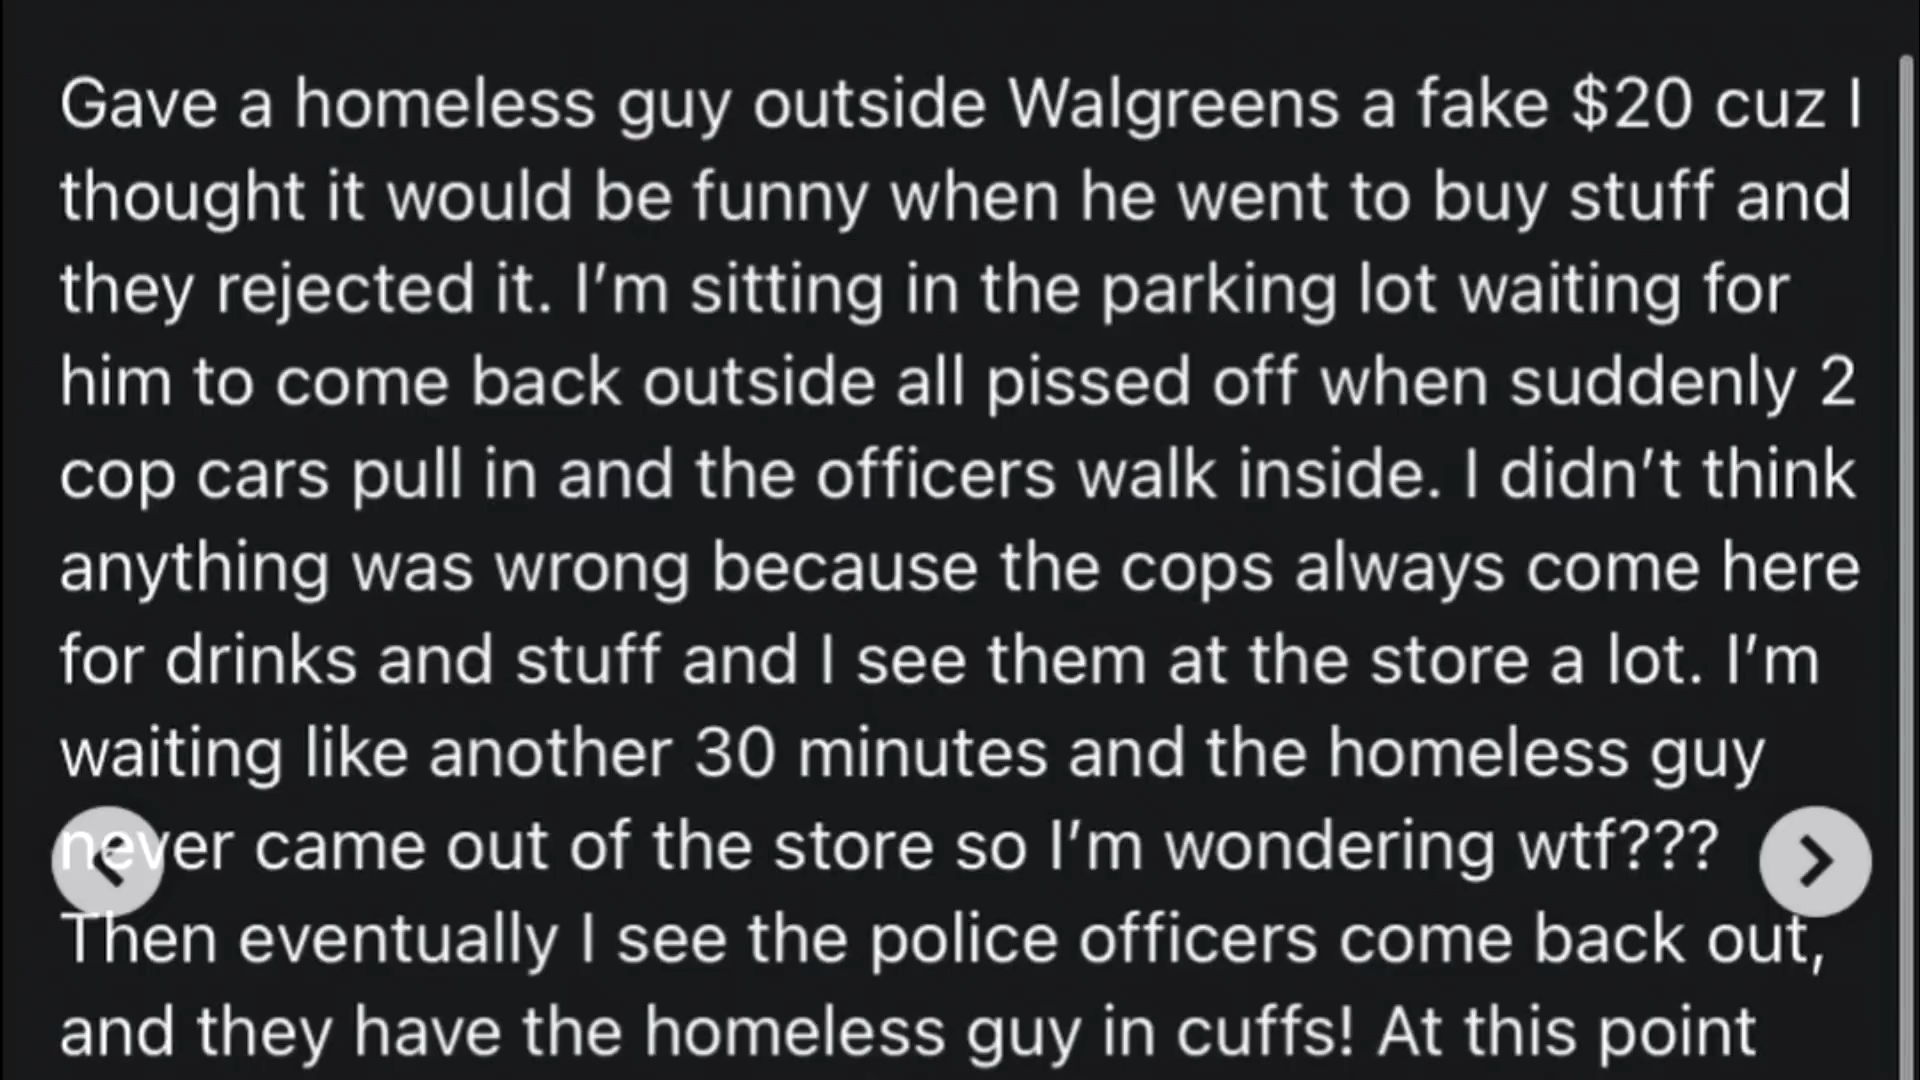 Gave a homeless guy outside Walgreens a fake $20 cuz I
thought it would be funny when he went to buy stuff and
they rejected it. I’m sitting in the parking lot waiting for
him to come back outside all pissed off when suddenly 2
cop cars pull in and the officers walk inside. I didn’t think
anything was wrong because the cops always come here
for drinks and stuff and I see them at the store a lot. I’m
waiting like another 30 minutes and the homeless guy
never came out of the store so I’m wondering wtf???
Then eventually I see the police officers come back out,
and they have the homeless guy in cuffs! At this point